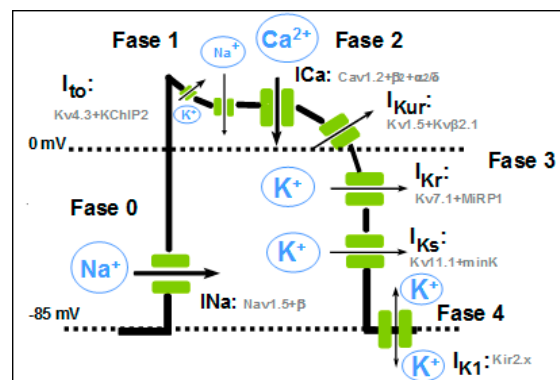 Fase 1
Na+
Ca2+
Fase 2
Ito:
K+
Kv4.3+KChIP2
ICa: Cav1.2+β2+α2/δ
IKur:
Kv1.5+Kvβ2.1
0 mV
Fase 3
K+
IKr:
Kv7.1+MiRP1
Fase 0
K+
IKs:
Kv11.1+minK
Na+
INa: Nav1.5+β
K+
Fase 4
-85 mV
K+
IK1: Kir2.x